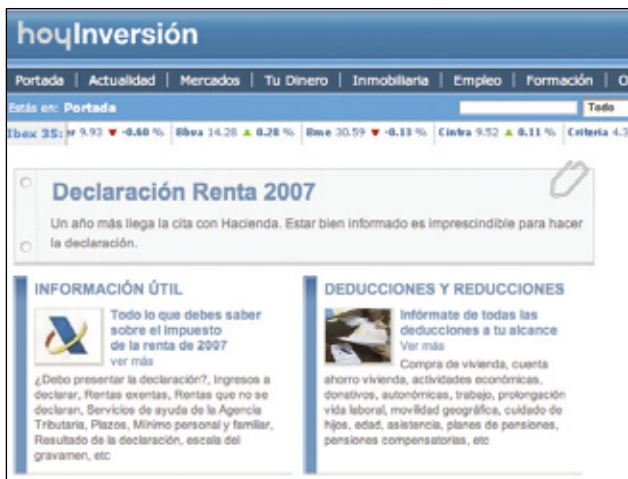 hoyInversión
Portada | Actualidad | Mercados | Tu Dinero | Inmobiliaria | Empleo | Formación | O
Estás en: Portada
Todo
Ibex 35: er 9.93 ▼ -0.60 % Bbva 14.28 ▲ 0.28 % Bme 30.59 ▼ -0.13 % Cintra 9.52 ▲ 0.11 % Criteria 4.3
Declaración Renta 2007
Un año más llega la cita con Hacienda. Estar bien informado es imprescindible para hacer
la declaración.
INFORMACIÓN ÚTIL
Todo lo que debes saber
sobre el impuesto
de la renta de 2007
ver más
¿Debo presentar la declaración?, Ingresos a
declarar, Rentas exentas, Rentas que no se
declaran, Servicios de ayuda de la Agencia
Tributaria, Plazos, Mínimo personal y familiar,
Resultado de la declaración, escala del
gravamen, etc
DEDUCCIONES Y REDUCCIONES
Infórmate de todas las
deducciones a tu alcance
Ver más
Compra de vivienda, cuenta
ahorro vivienda, actividades económicas,
donativos, autonómicas, trabajo, prolongación
vida laboral, movilidad geográfica, cuidado de
hijos, edad, asistencia, planes de pensiones,
pensiones compensatorias, etc